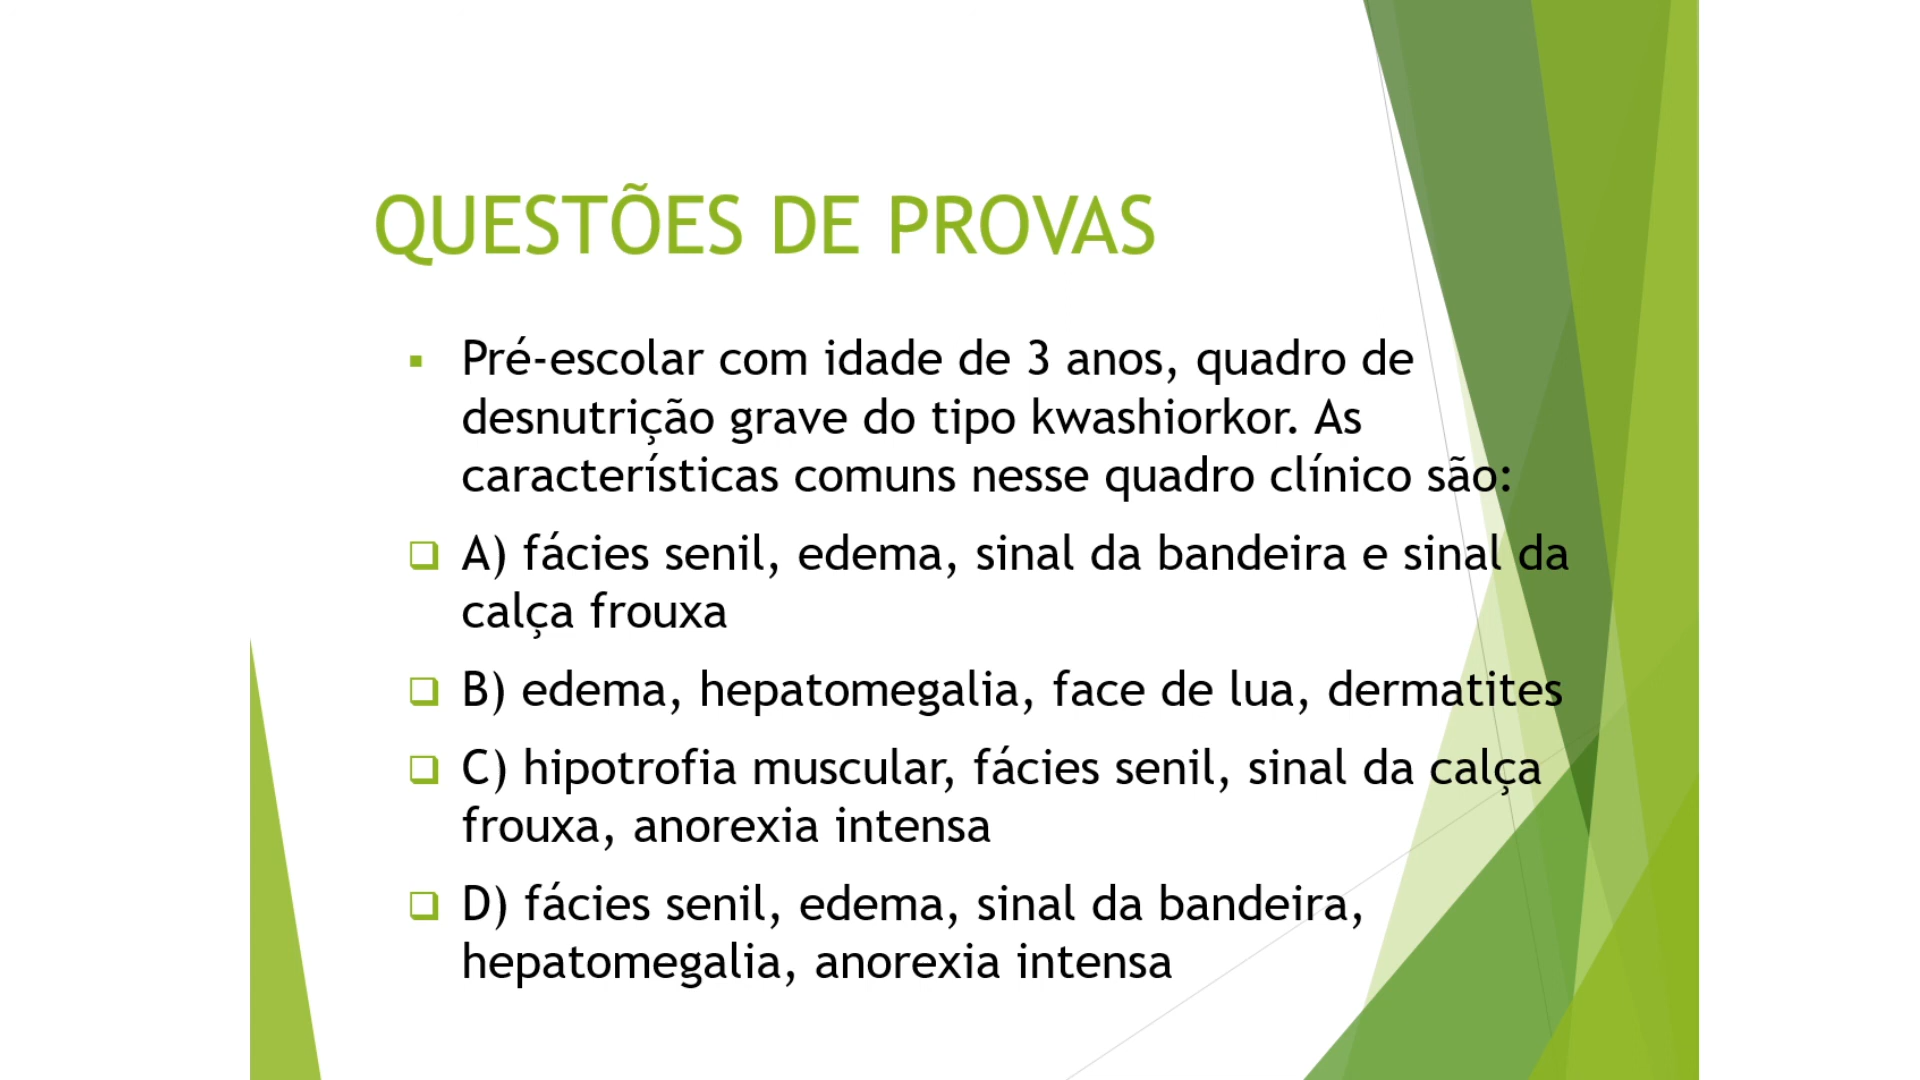 QUESTÕES DE PROVAS
Pré-escolar com idade de 3 anos, quadro de
desnutrição grave do tipo kwashiorkor. As
características comuns nesse quadro clínico são:
A) fácies senil, edema, sinal da bandeira e sinal da
calça frouxa
B) edema, hepatomegalia, face de lua, dermatites
C) hipotrofia muscular, fácies senil, sinal da calça
frouxa, anorexia intensa
D) fácies senil, edema, sinal da bandeira,
hepatomegalia, anorexia intensa